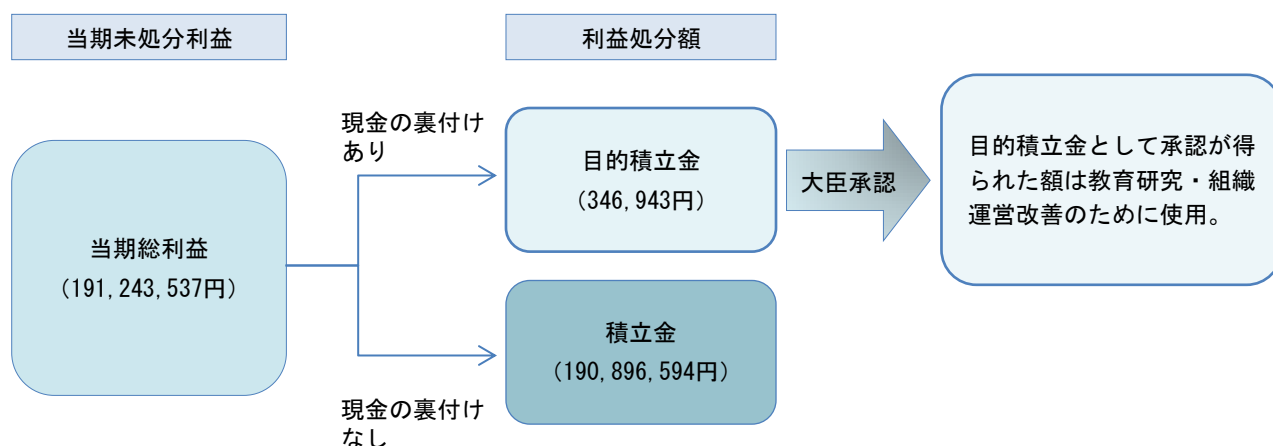 当期未処分利益
利益処分額
当期総利益
（191,243,537円）
現金の裏付け
あり
目的積立金
（346,943円）
大臣承認
目的積立金として承認が得
られた額は教育研究・組織
運営改善のために使用。
積立金
（190,896,594円）
現金の裏付け
なし